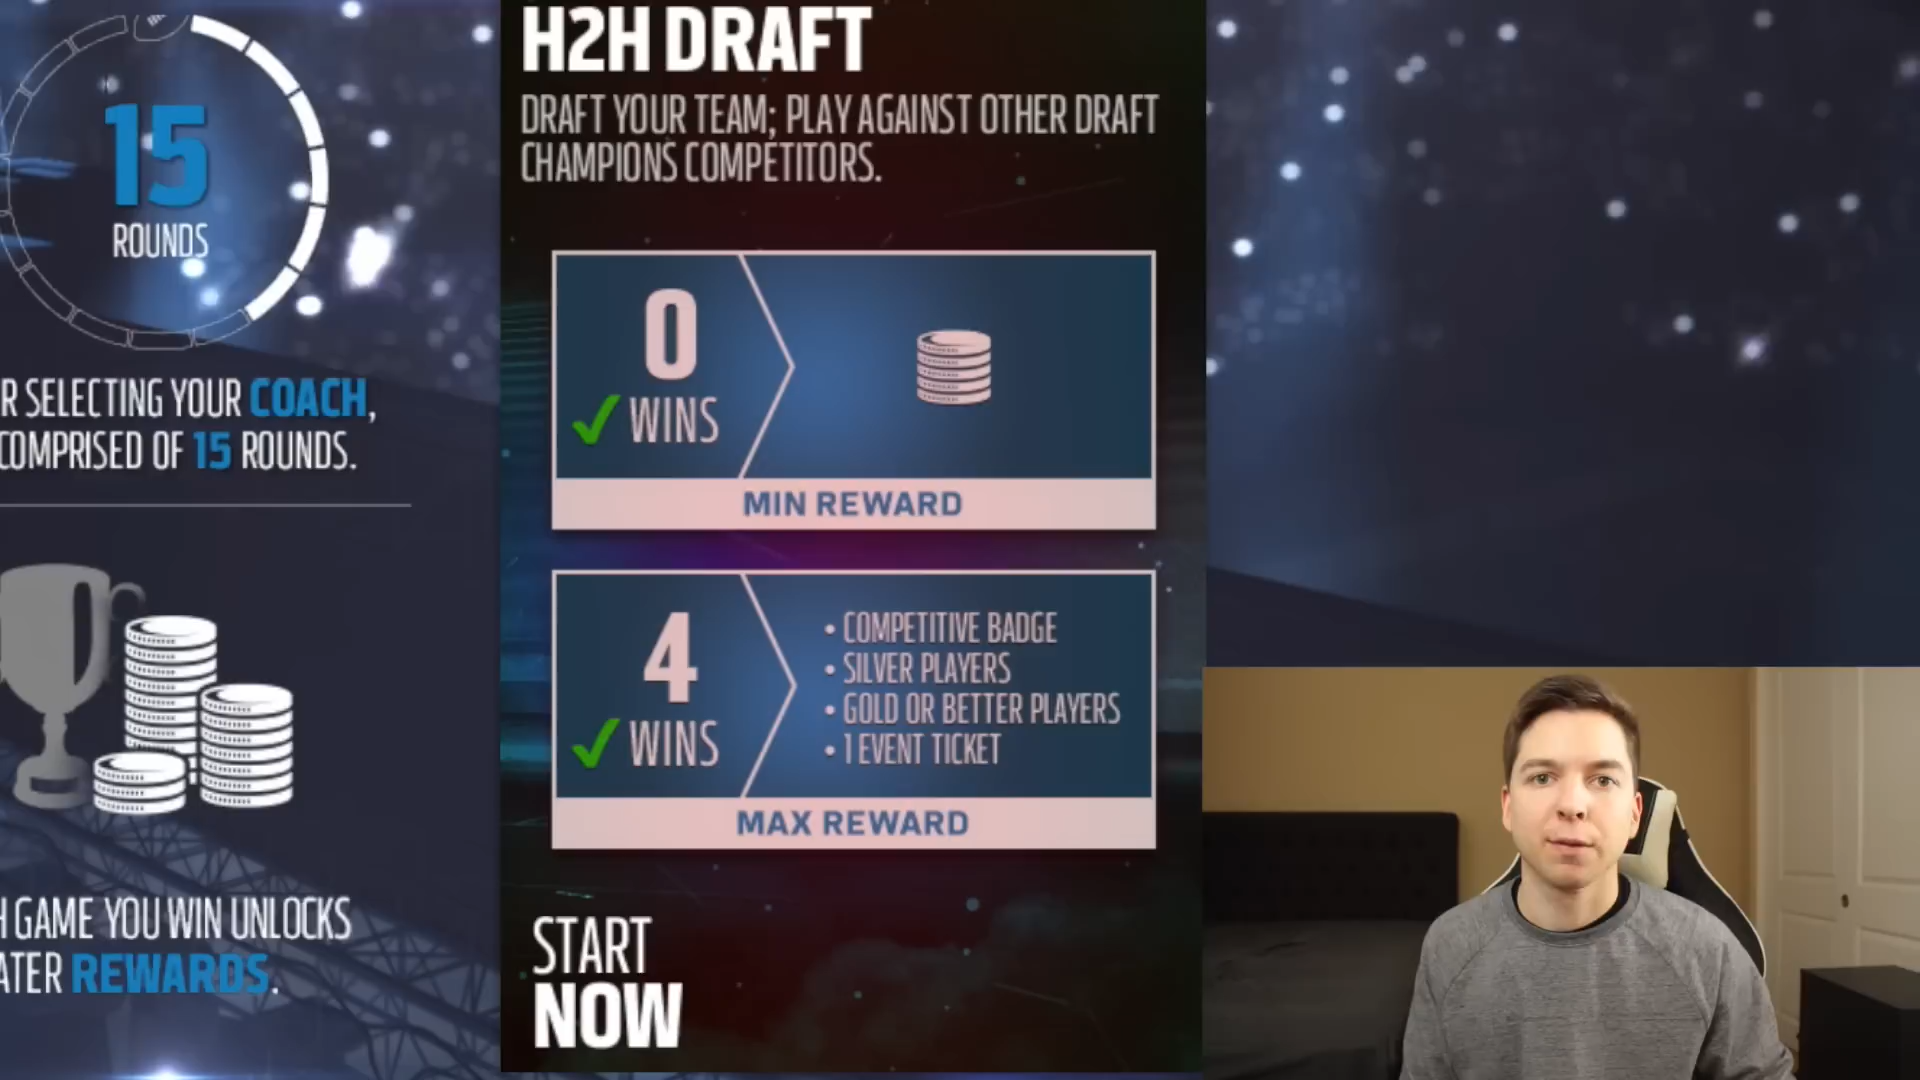 15
ROUNDS
R SELECTING YOUR COACH,
COMPRISED OF 15 ROUNDS.
H GAME YOU WIN UNLOCKS
ATER REWARDS.
H2H DRAFT
DRAFT YOUR TEAM; PLAY AGAINST OTHER DRAFT
CHAMPIONS COMPETITORS.
0
WINS
MIN REWARD
4
WINS
• COMPETITIVE BADGE
• SILVER PLAYERS
• GOLD OR BETTER PLAYERS
• 1 EVENT TICKET
MAX REWARD
START
NOW